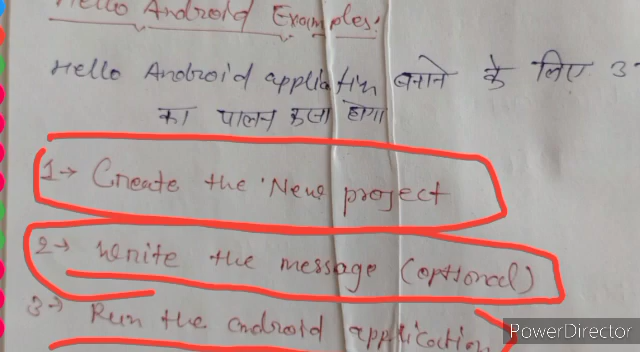 Hello Android Examples:
Hello Android application बनाने के लिए 3
का पालन करना होगा
1→ Create the New project
2→ Write the message (optional)
3→ Run the android application
PowerDirector